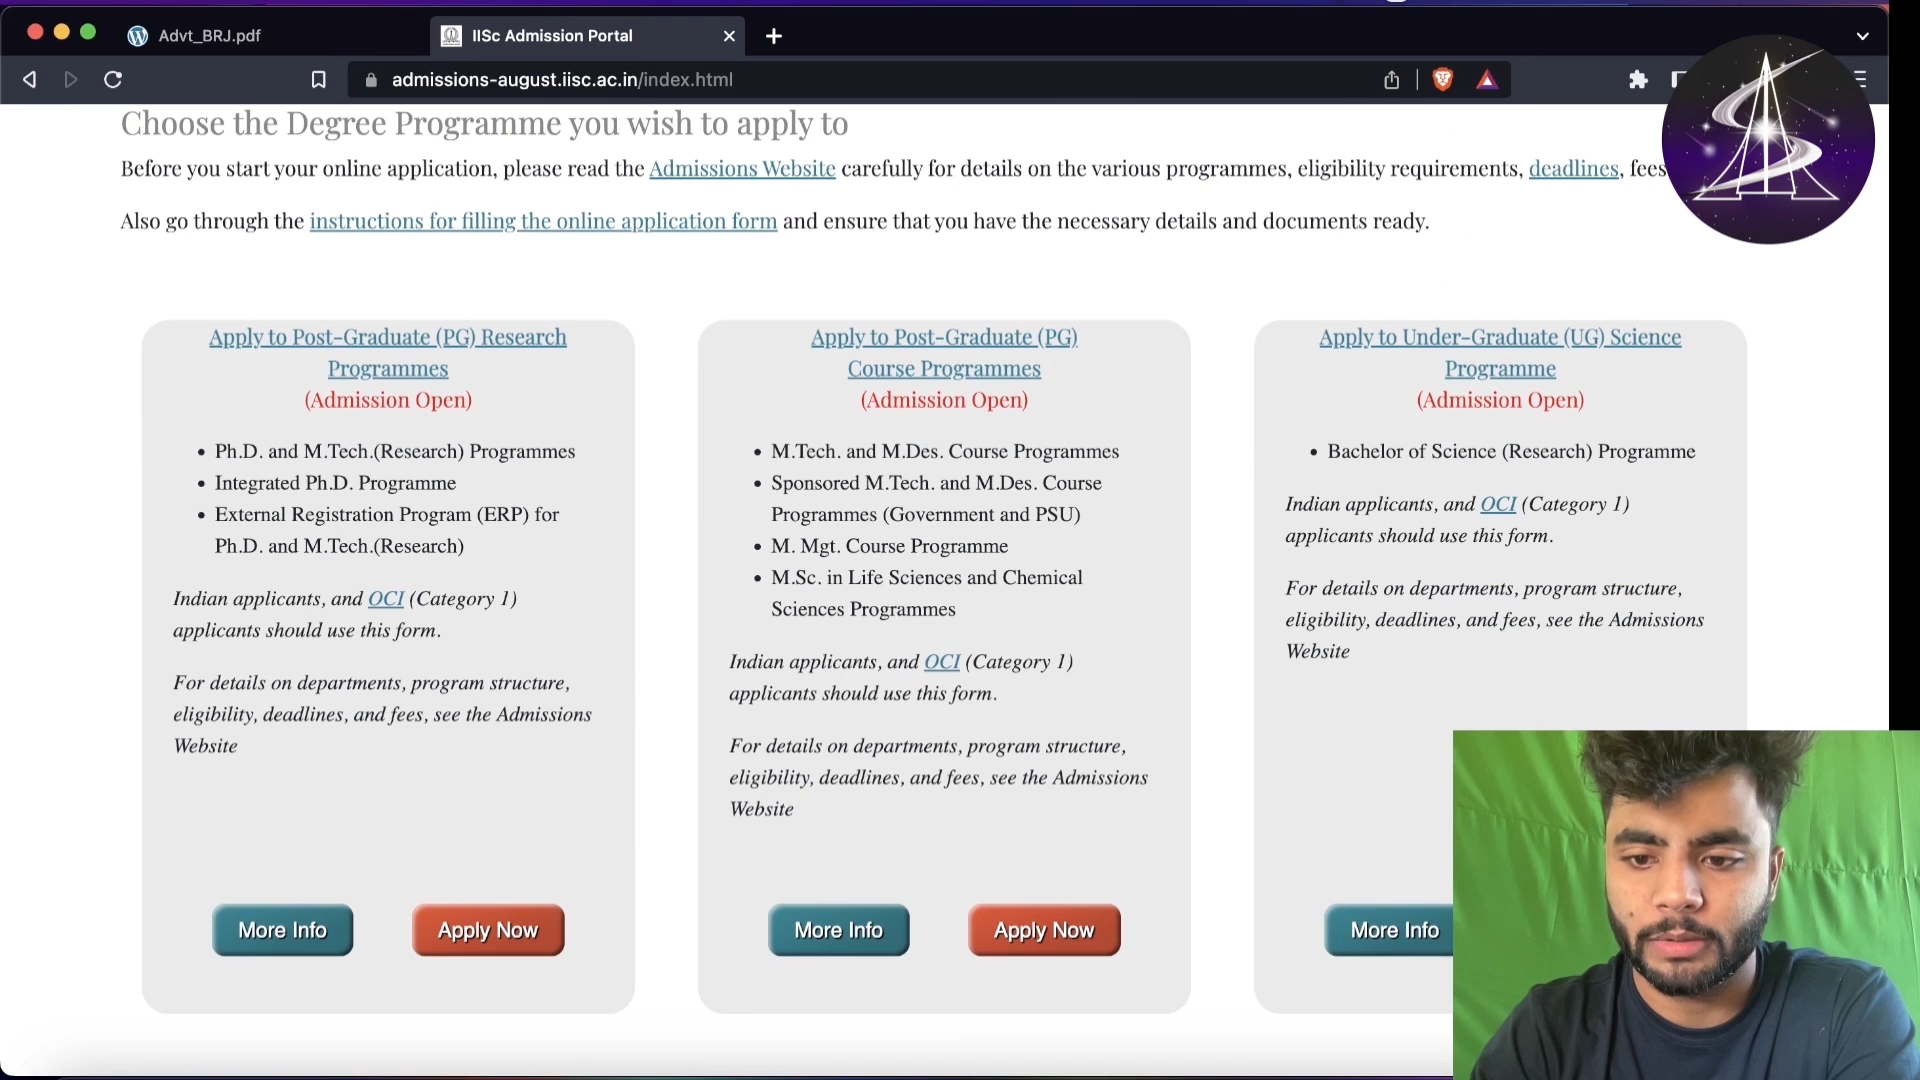 Advt_BRJ.pdf
IISc Admission Portal
admissions-august.iisc.ac.in/index.html
Choose the Degree Programme you wish to apply to
Before you start your online application, please read the Admissions Website carefully for details on the various programmes, eligibility requirements, deadlines, fees
Also go through the instructions for filling the online application form and ensure that you have the necessary details and documents ready.
Apply to Post-Graduate (PG) Research
Programmes
(Admission Open)
• Ph.D. and M.Tech.(Research) Programmes
• Integrated Ph.D. Programme
• External Registration Program (ERP) for
Ph.D. and M.Tech.(Research)
Indian applicants, and OCI (Category 1)
applicants should use this form.
For details on departments, program structure,
eligibility, deadlines, and fees, see the Admissions
Website
More Info
Apply Now
Apply to Post-Graduate (PG)
Course Programmes
(Admission Open)
• M.Tech. and M.Des. Course Programmes
• Sponsored M.Tech. and M.Des. Course
Programmes (Government and PSU)
• M. Mgt. Course Programme
• M.Sc. in Life Sciences and Chemical
Sciences Programmes
Indian applicants, and OCI (Category 1)
applicants should use this form.
For details on departments, program structure,
eligibility, deadlines, and fees, see the Admissions
Website
More Info
Apply Now
Apply to Under-Graduate (UG) Science
Programme
(Admission Open)
• Bachelor of Science (Research) Programme
Indian applicants, and OCI (Category 1)
applicants should use this form.
For details on departments, program structure,
eligibility, deadlines, and fees, see the Admissions
Website
More Info